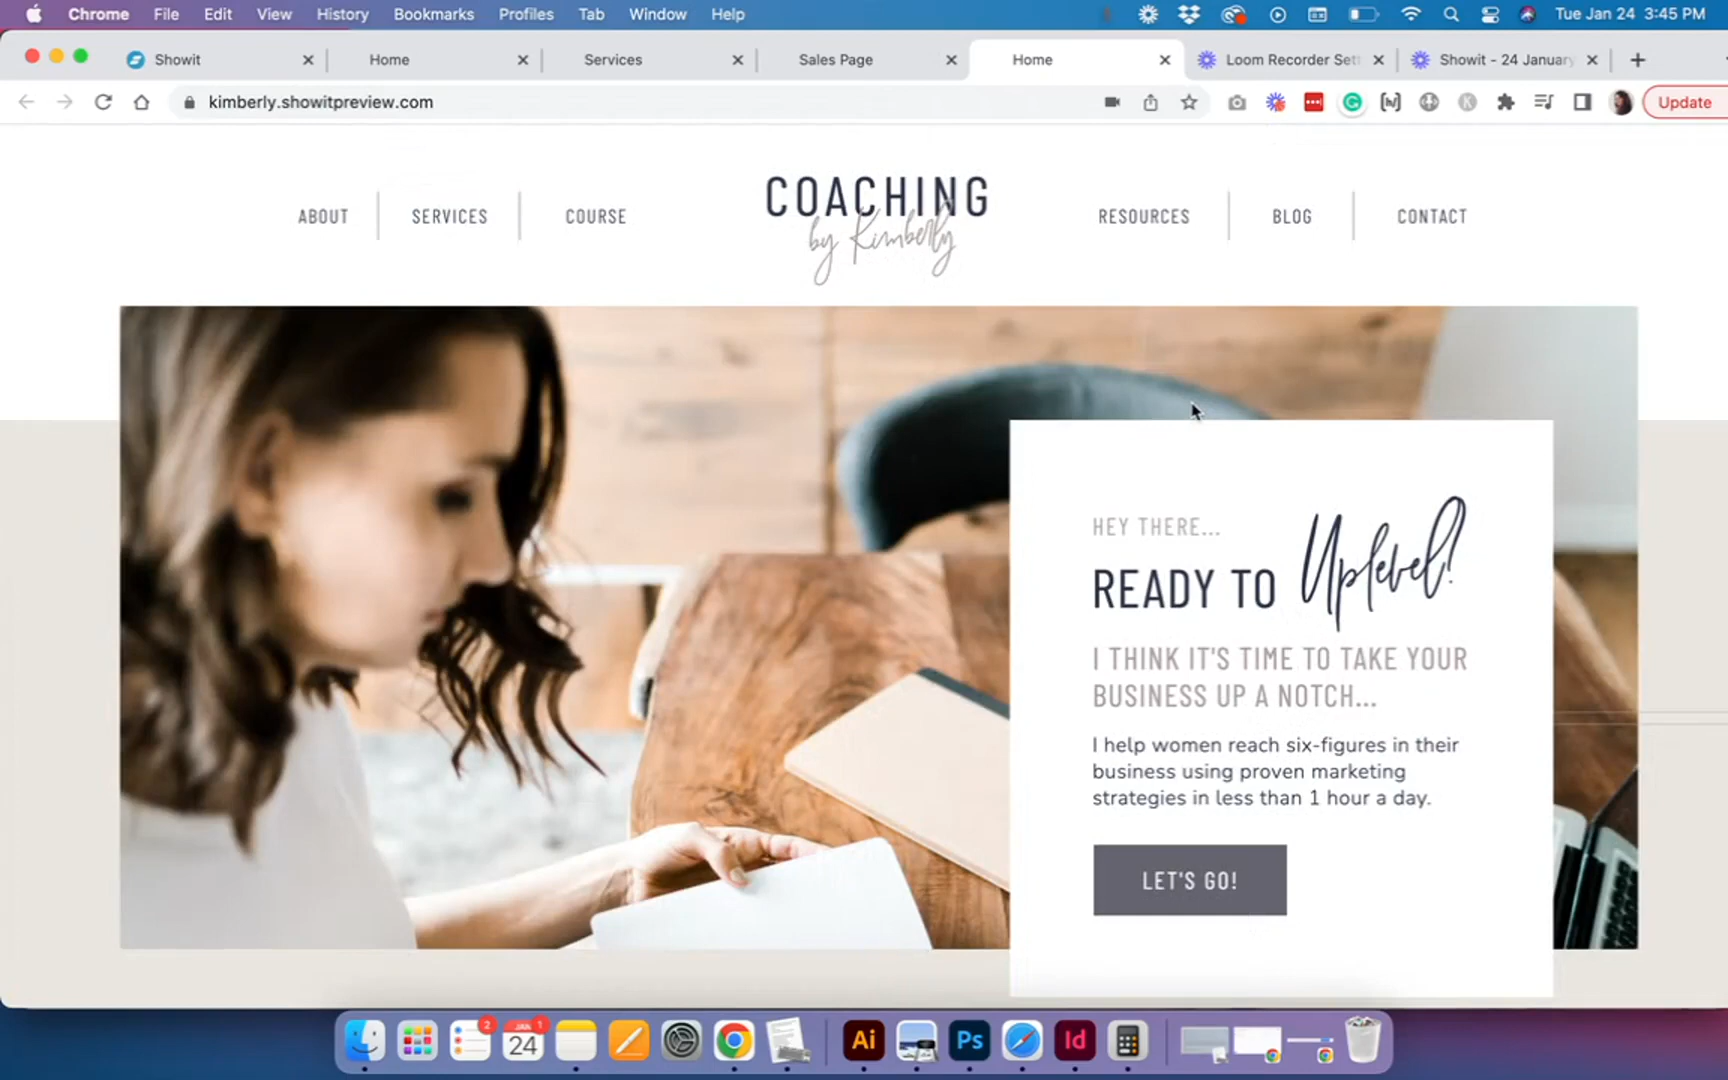 Chrome File Edit View History Bookmarks Profiles Tab Window Help Tue Jan 24 3:45 PM
Showit Home Services Sales Page Home Loom Recorder Sett Showit - 24 January
kimberly.showitpreview.com Update
ABOUT SERVICES COURSE COACHING RESOURCES BLOG CONTACT
by Kimberly
HEY THERE...
READY TO Uplevel?
I THINK IT'S TIME TO TAKE YOUR
BUSINESS UP A NOTCH...
I help women reach six-figures in their
business using proven marketing
strategies in less than 1 hour a day.
LET'S GO!
2 JAN 1
24 Ai Ps Id